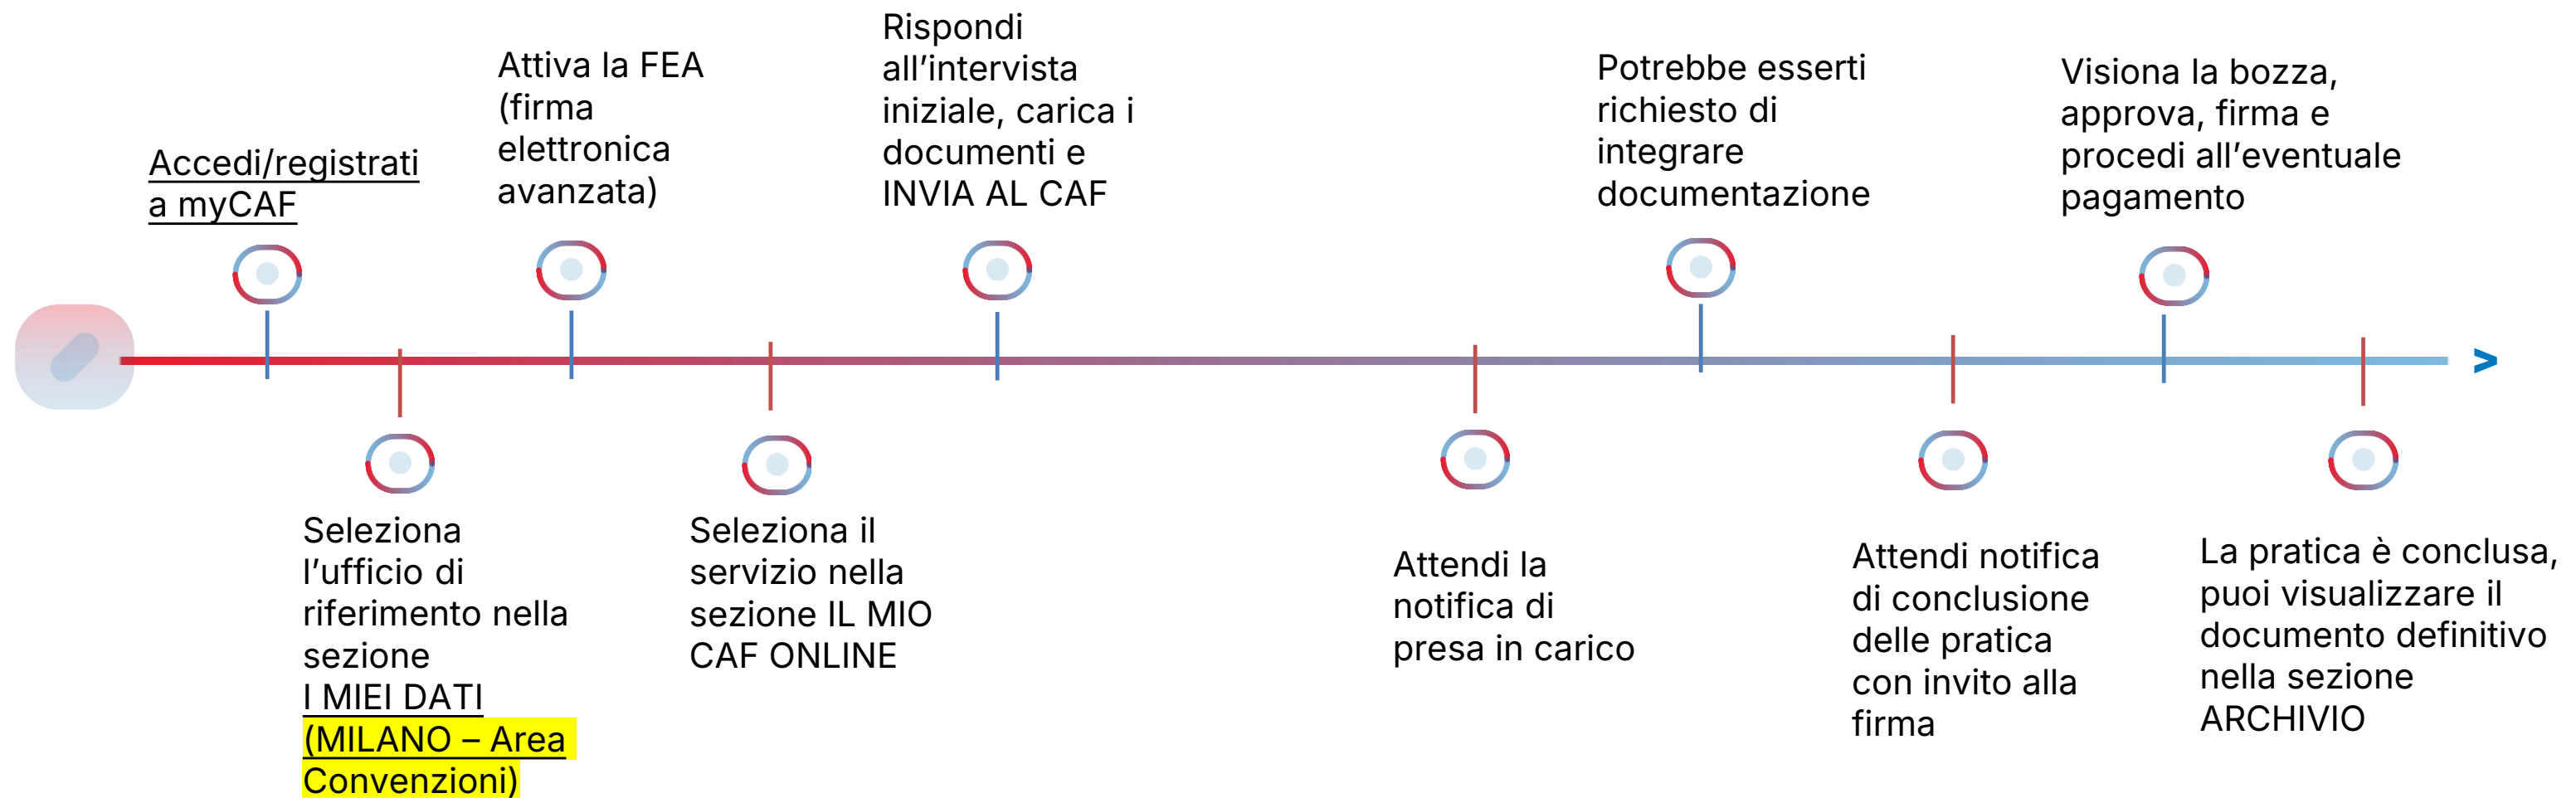 Accedi/registrati
a myCAF
Seleziona
l’ufficio di
riferimento nella
sezione
I MIEI DATI
(MILANO – Area
Convenzioni)
Attiva la FEA
(firma
elettronica
avanzata)
Seleziona il
servizio nella
sezione IL MIO
CAF ONLINE
Rispondi
all’intervista
iniziale, carica i
documenti e
INVIA AL CAF
Attendi la
notifica di
presa in carico
Potrebbe esserti
richiesto di
integrare
documentazione
Attendi notifica
di conclusione
delle pratica
con invito alla
firma
Visiona la bozza,
approva, firma e
procedi all’eventuale
pagamento
La pratica è conclusa,
puoi visualizzare il
documento definitivo
nella sezione
ARCHIVIO